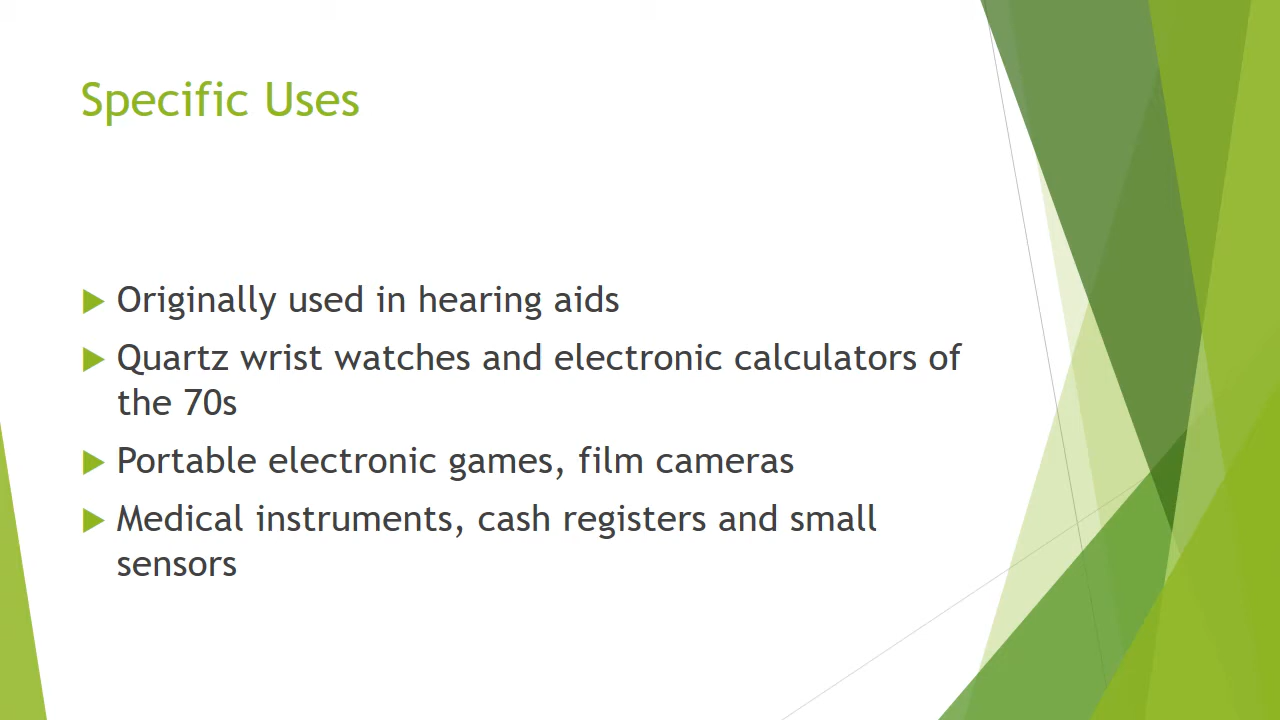 Specific Uses
Originally used in hearing aids
Quartz wrist watches and electronic calculators of
the 70s
Portable electronic games, film cameras
Medical instruments, cash registers and small
sensors